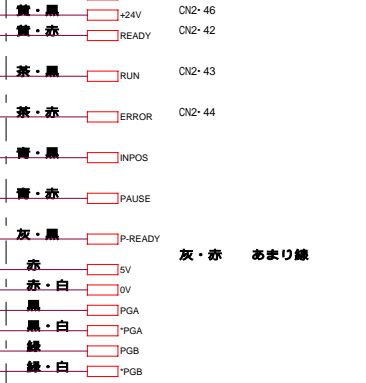 黄・黒 +24V CN2-46
黄・赤 READY CN2-42
茶・黒 RUN CN2-43
茶・赤 ERROR CN2-44
青・黒 INPOS
青・赤 PAUSE
灰・黒 P-READY
灰・赤 あまり線
赤 5V
赤・白 0V
黒 PGA
黒・白 *PGA
緑 PGB
緑・白 *PGB